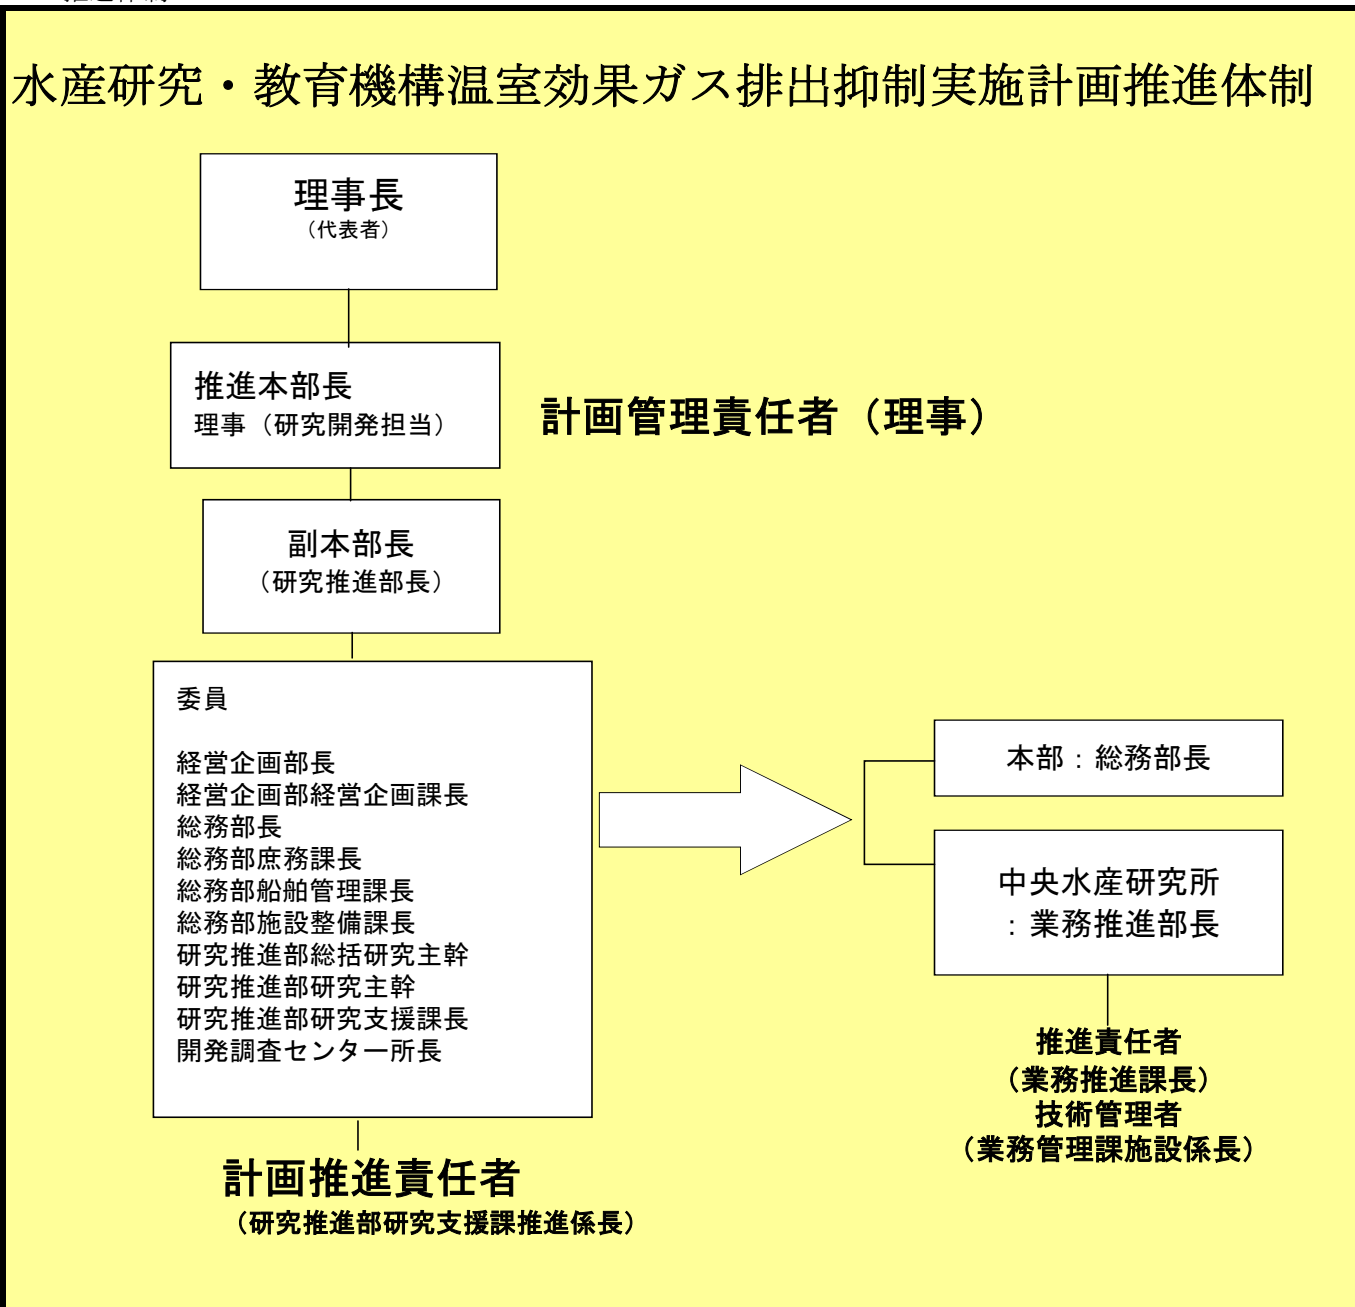 水産研究・教育機構温室効果ガス排出抑制実施計画推進体制
理事長
（代表者）
推進本部長
理事（研究開発担当）
計画管理責任者（理事）
副本部長
（研究推進部長）
委員
経営企画部長
経営企画部経営企画課長
総務部長
総務部庶務課長
総務部船舶管理課長
総務部施設整備課長
研究推進部総括研究主幹
研究推進部研究主幹
研究推進部研究支援課長
開発調査センター所長
計画推進責任者
（研究推進部研究支援課推進係長）
本部：総務部長
中央水産研究所
：業務推進部長
推進責任者
（業務推進課長）
技術管理者
（業務管理課施設係長）